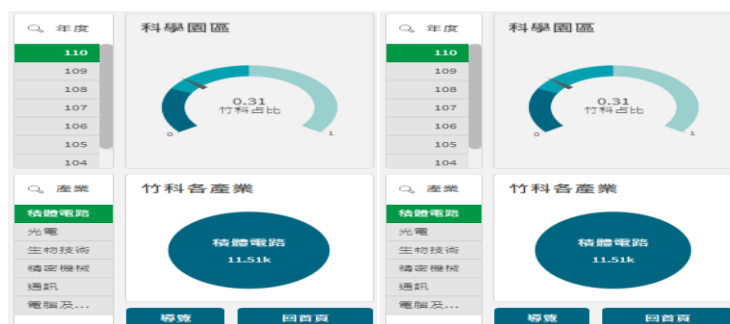 年度
110
109
108
107
106
105
104
科學園區
0.31
竹科占比
0
1
產業
積體電路
光電
生物技術
精密機械
通訊
電腦及...
竹科各產業
積體電路
11.51k
導覽
回首頁
年度
110
109
108
107
106
105
104
科學園區
0.31
竹科占比
0
1
產業
積體電路
光電
生物技術
精密機械
通訊
電腦及...
竹科各產業
積體電路
11.51k
導覽
回首頁